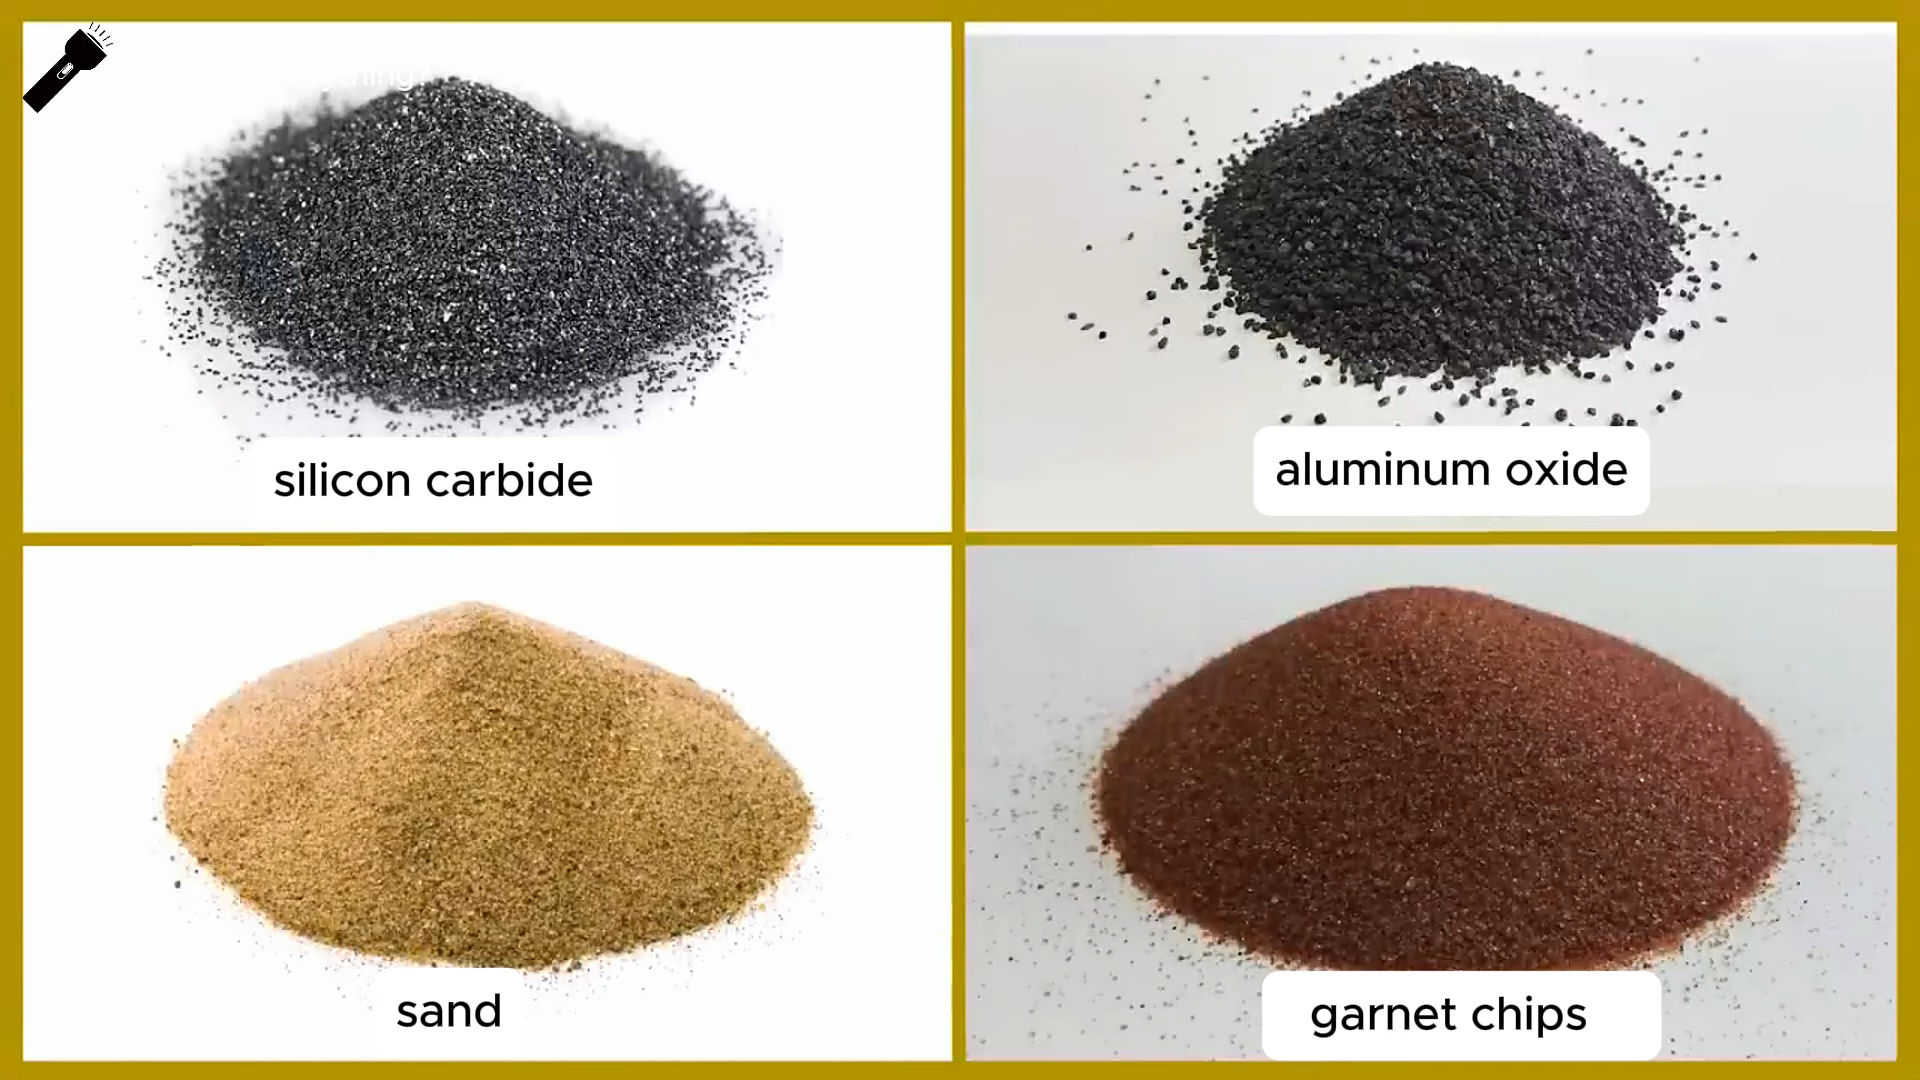 silicon carbide
aluminum oxide
sand
garnet chips